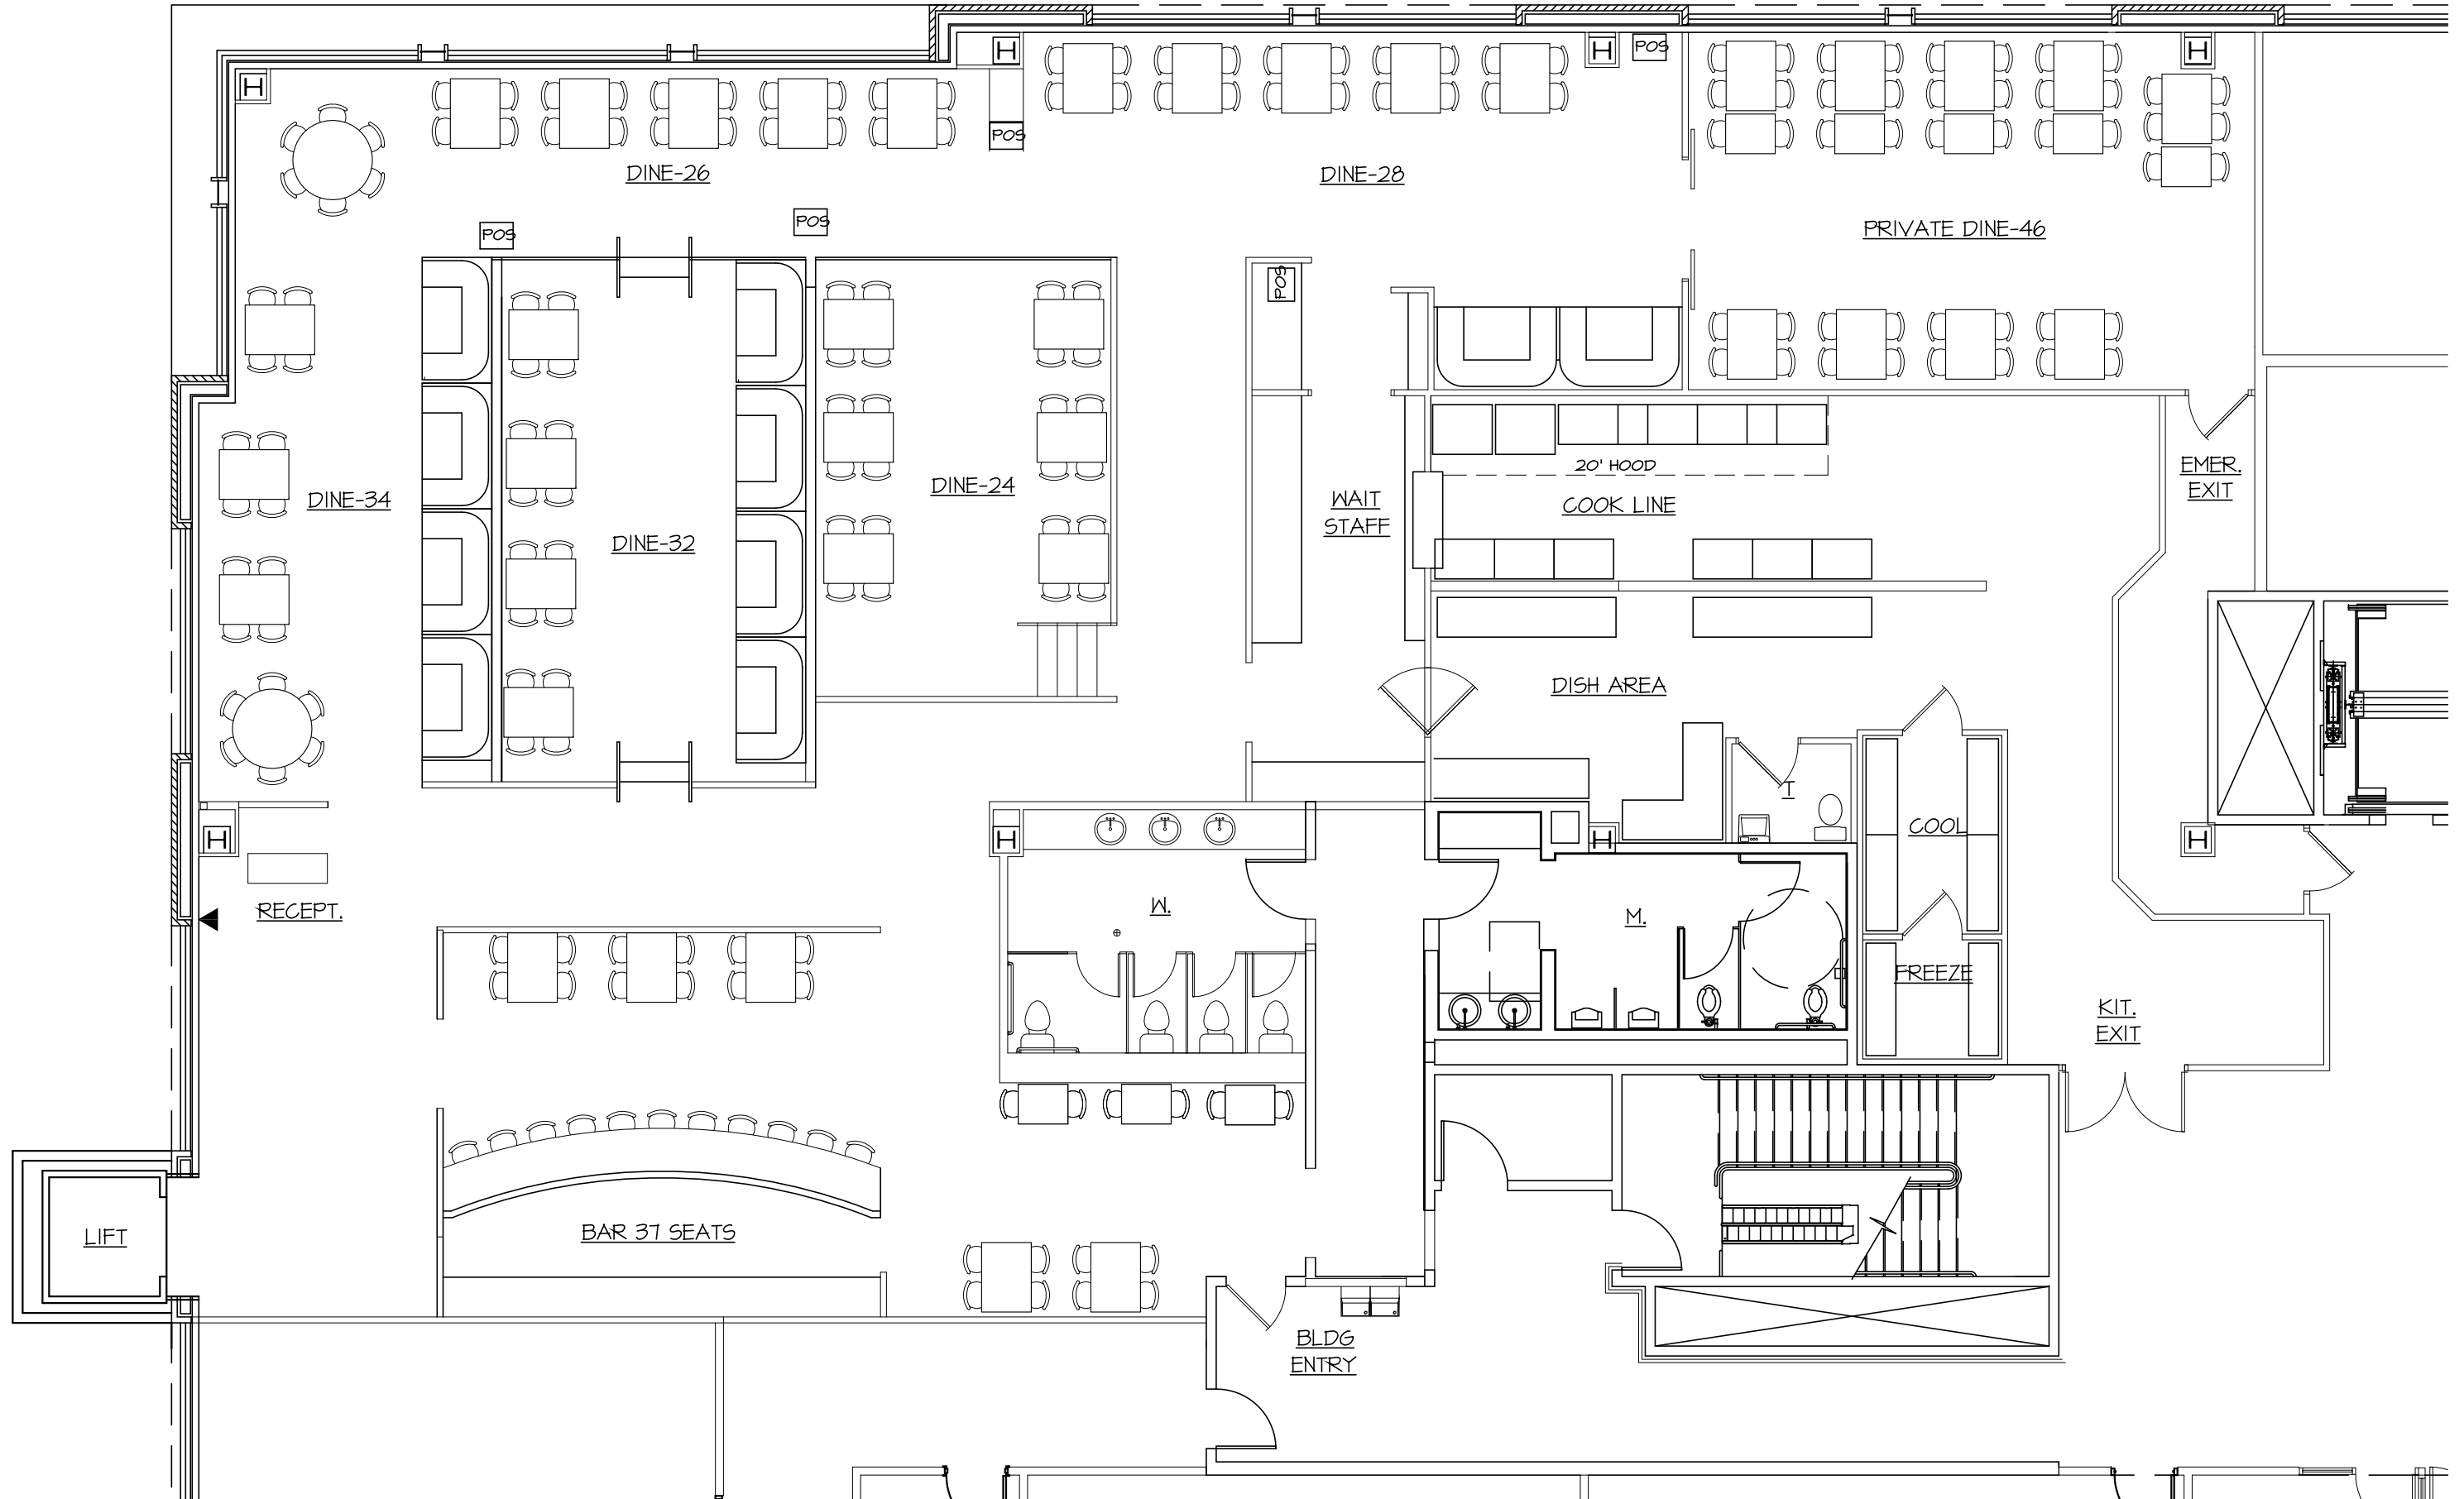 H
H
POS
H
POS
H
DINE-26
DINE-28
POS
POS
PRIVATE DINE-46
POS
20' HOOD
EMER.
EXIT
DINE-34
DINE-24
WAIT
STAFF
COOK LINE
DINE-32
DISH AREA
T
COOL
H
H
H
H
RECEPT.
W.
M.
FREEZE
KIT.
EXIT
LIFT
BAR 37 SEATS
BLDG
ENTRY